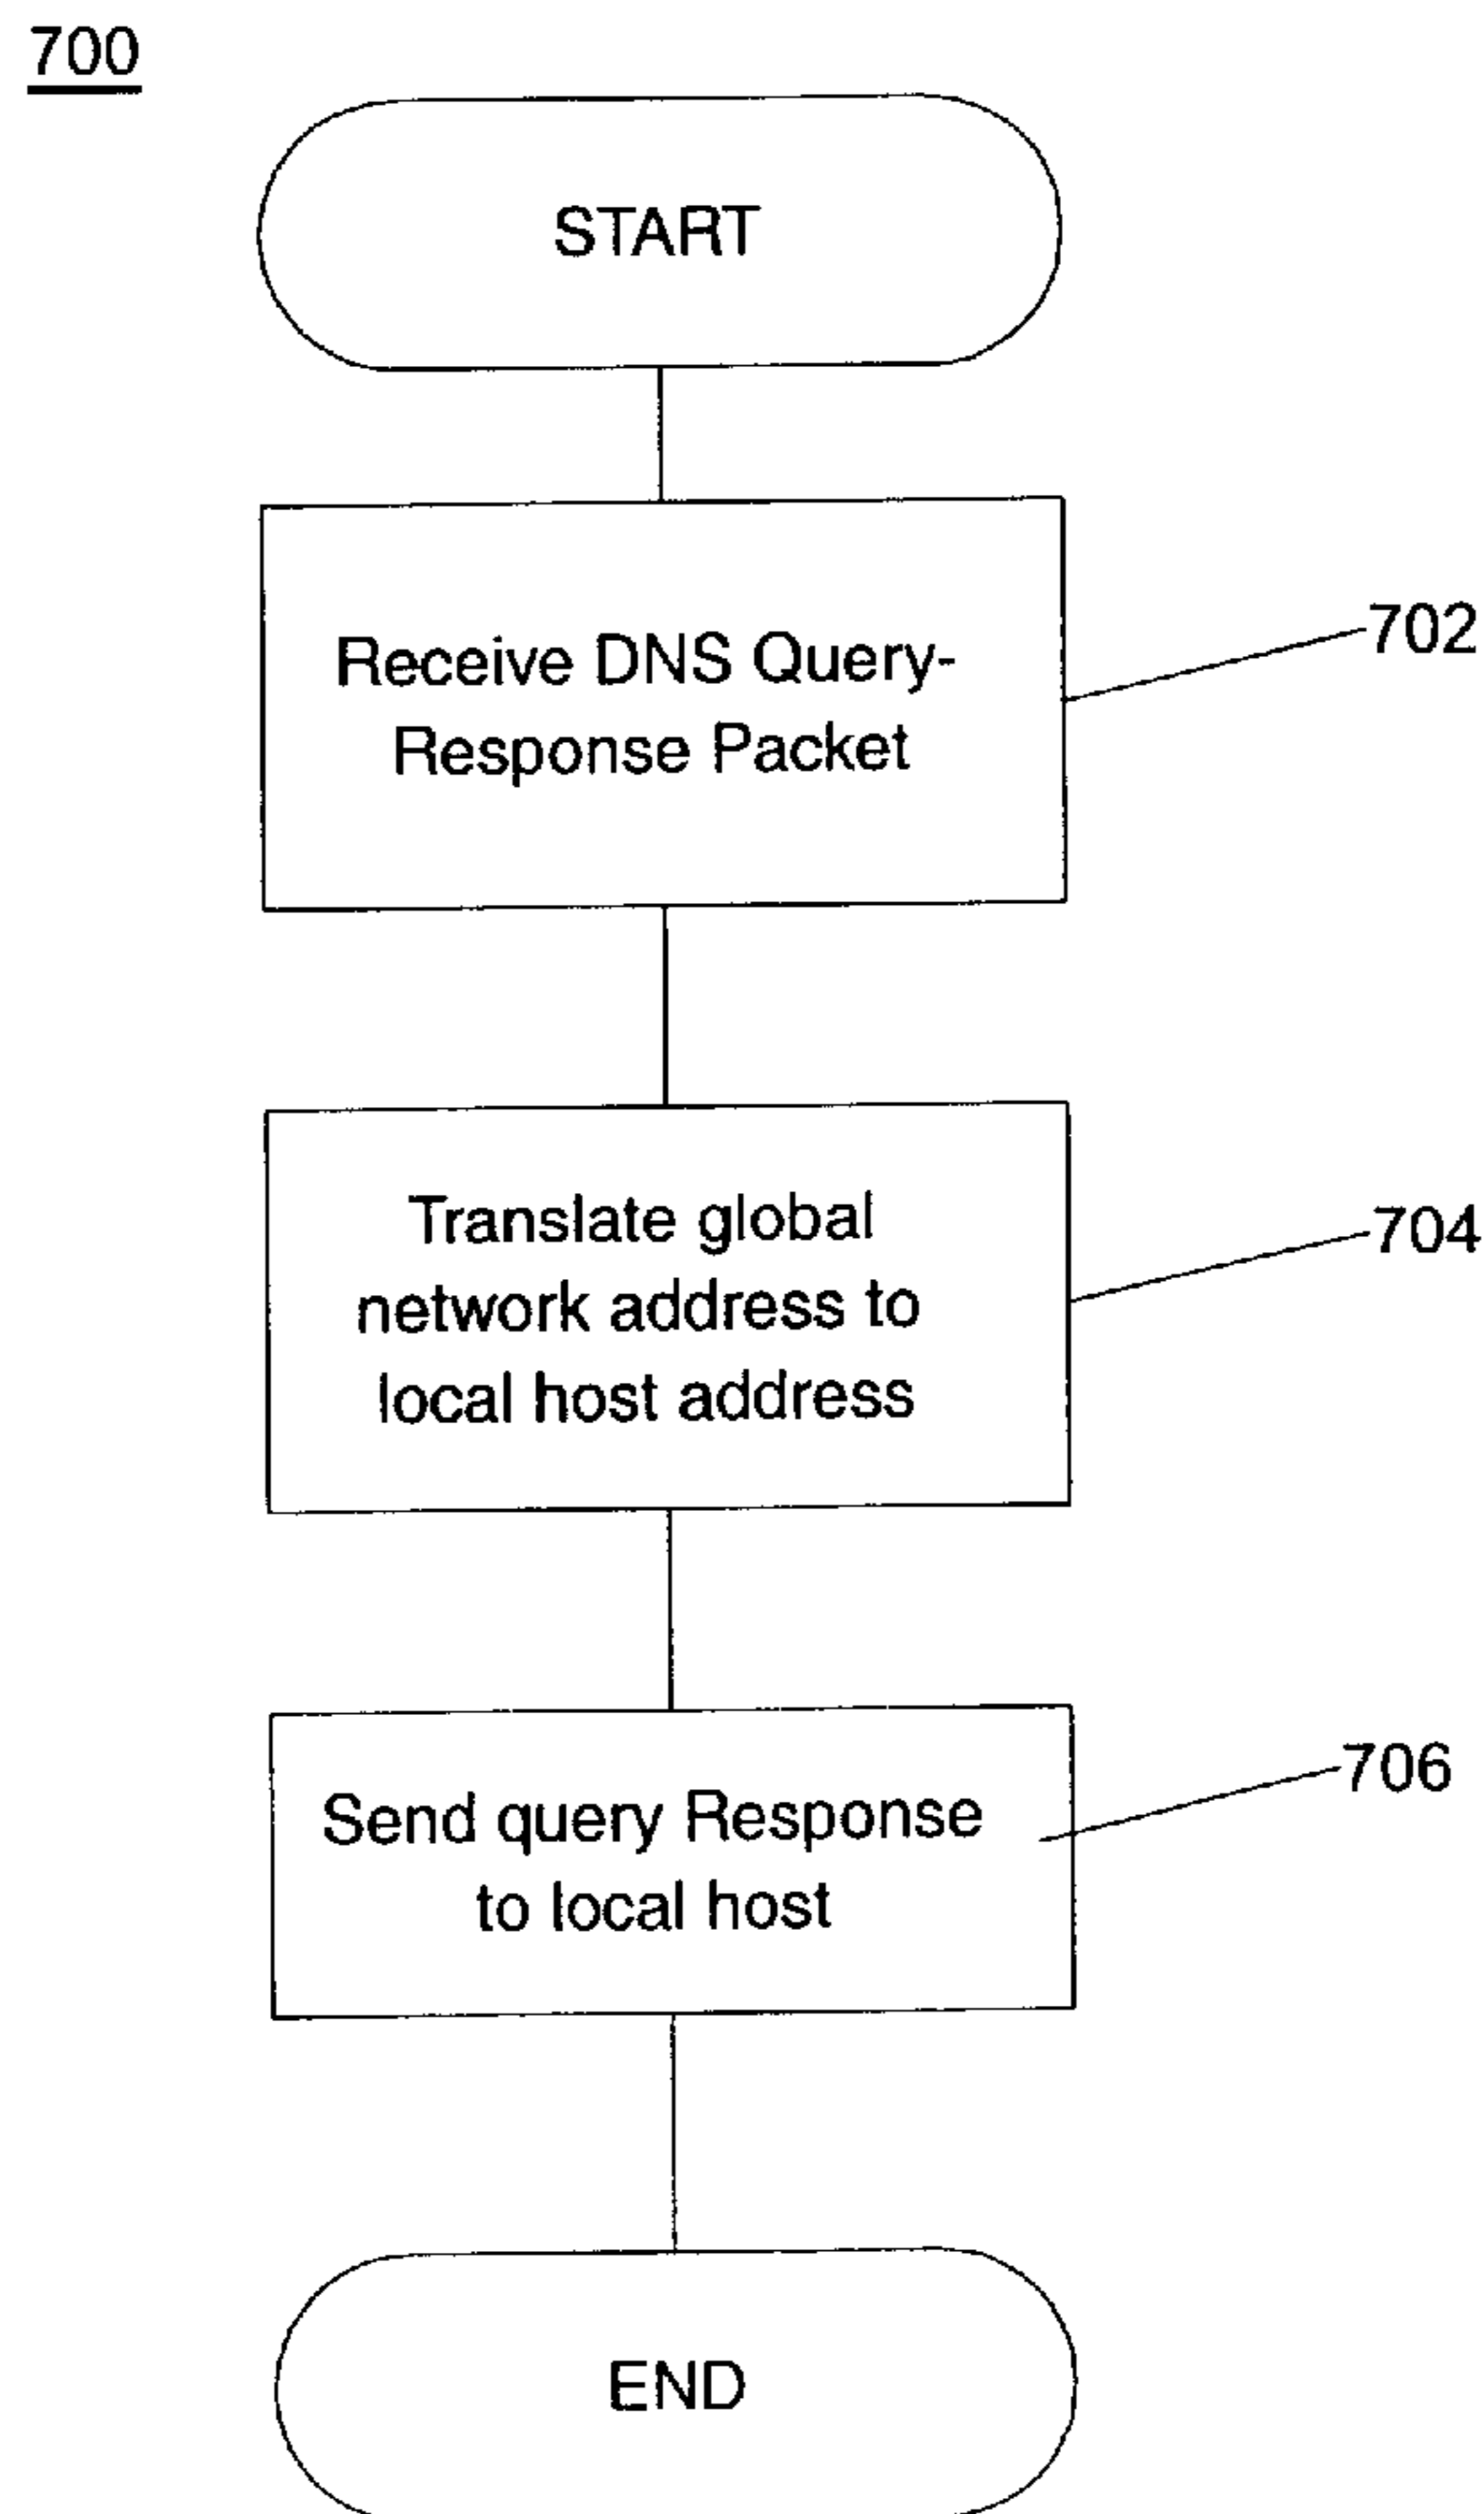 700
START
Receive DNS Query-
Response Packet
702
Translate global
network address to
local host address
704
Send query Response
to local host
706
END